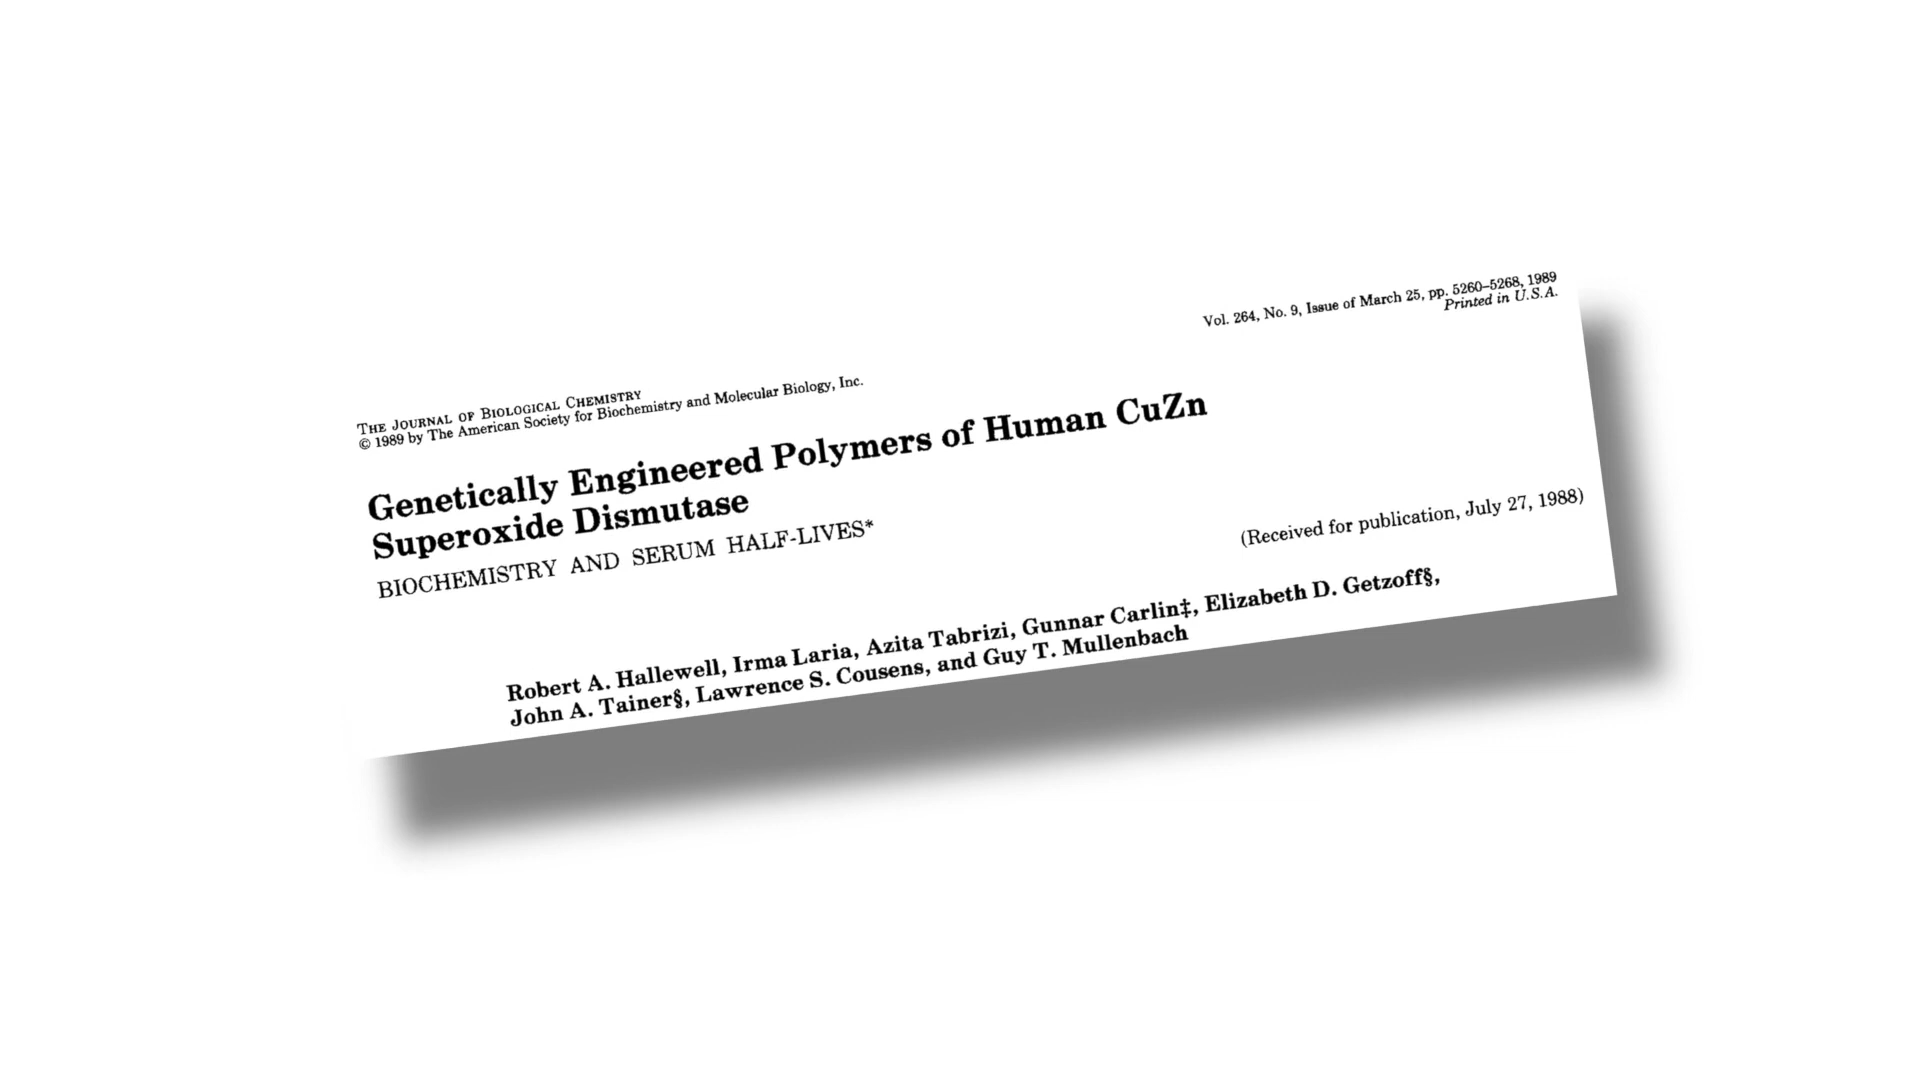 THE JOURNAL OF BIOLOGICAL CHEMISTRY
© 1989 by The American Society for Biochemistry and Molecular Biology, Inc.
Vol. 264, No. 9, Issue of March 25, pp. 5260–5268, 1989
Printed in U.S.A.
Genetically Engineered Polymers of Human CuZn
Superoxide Dismutase
BIOCHEMISTRY AND SERUM HALF-LIVES*
(Received for publication, July 27, 1988)
Robert A. Hallewell, Irma Laria, Azita Tabrizi, Gunnar Carlin‡, Elizabeth D. Getzoff§,
John A. Tainer§, Lawrence S. Cousens, and Guy T. Mullenbach